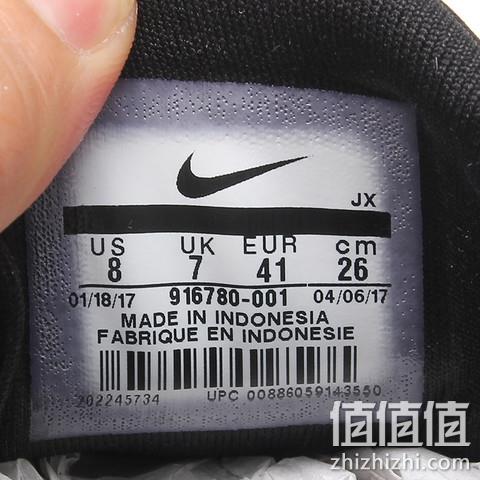 JX
US UK EUR cm
8 7 41 26
01/18/17 916780-001 04/06/17
MADE IN INDONESIA
FABRIQUE EN INDONESIE
202245734 UPC 00886059143550
值值值
zhizhizhi.com